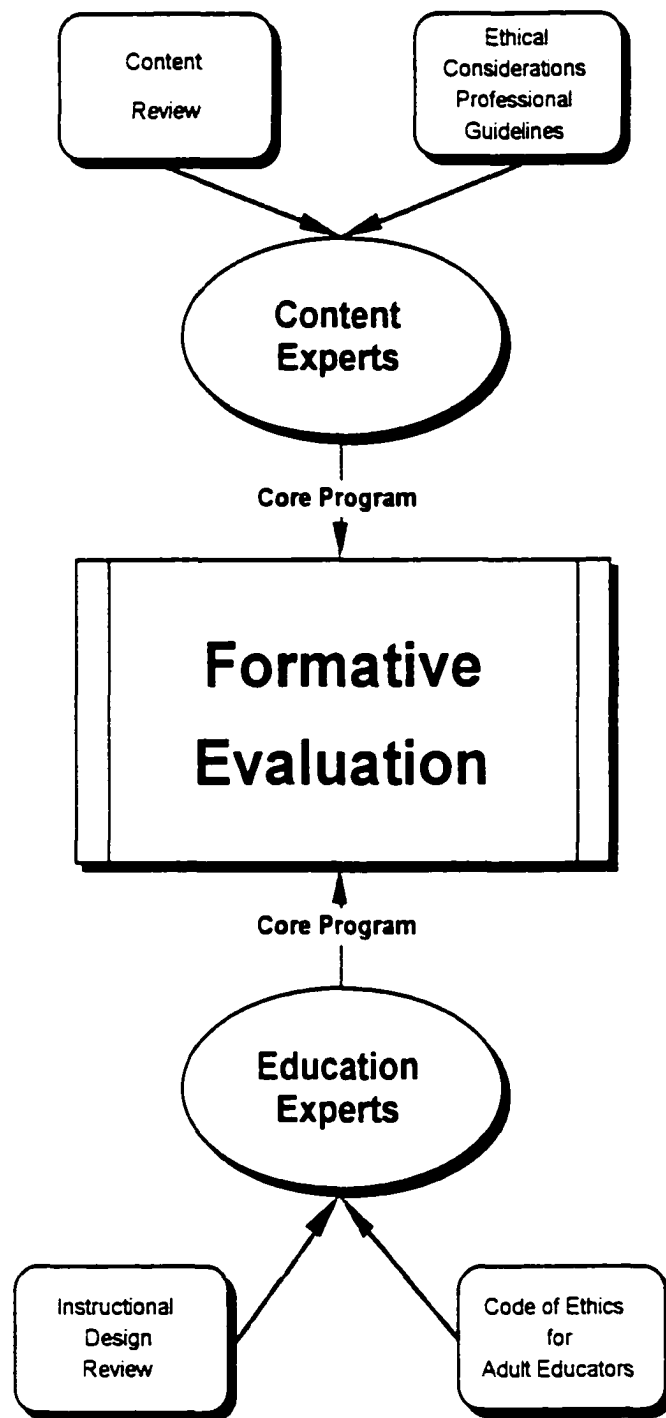 Content
Review
Ethical
Considerations
Professional
Guidelines
Content
Experts
Core Program
Formative
Evaluation
Core Program
Education
Experts
Instructional
Design
Review
Code of Ethics
for
Adult Educators